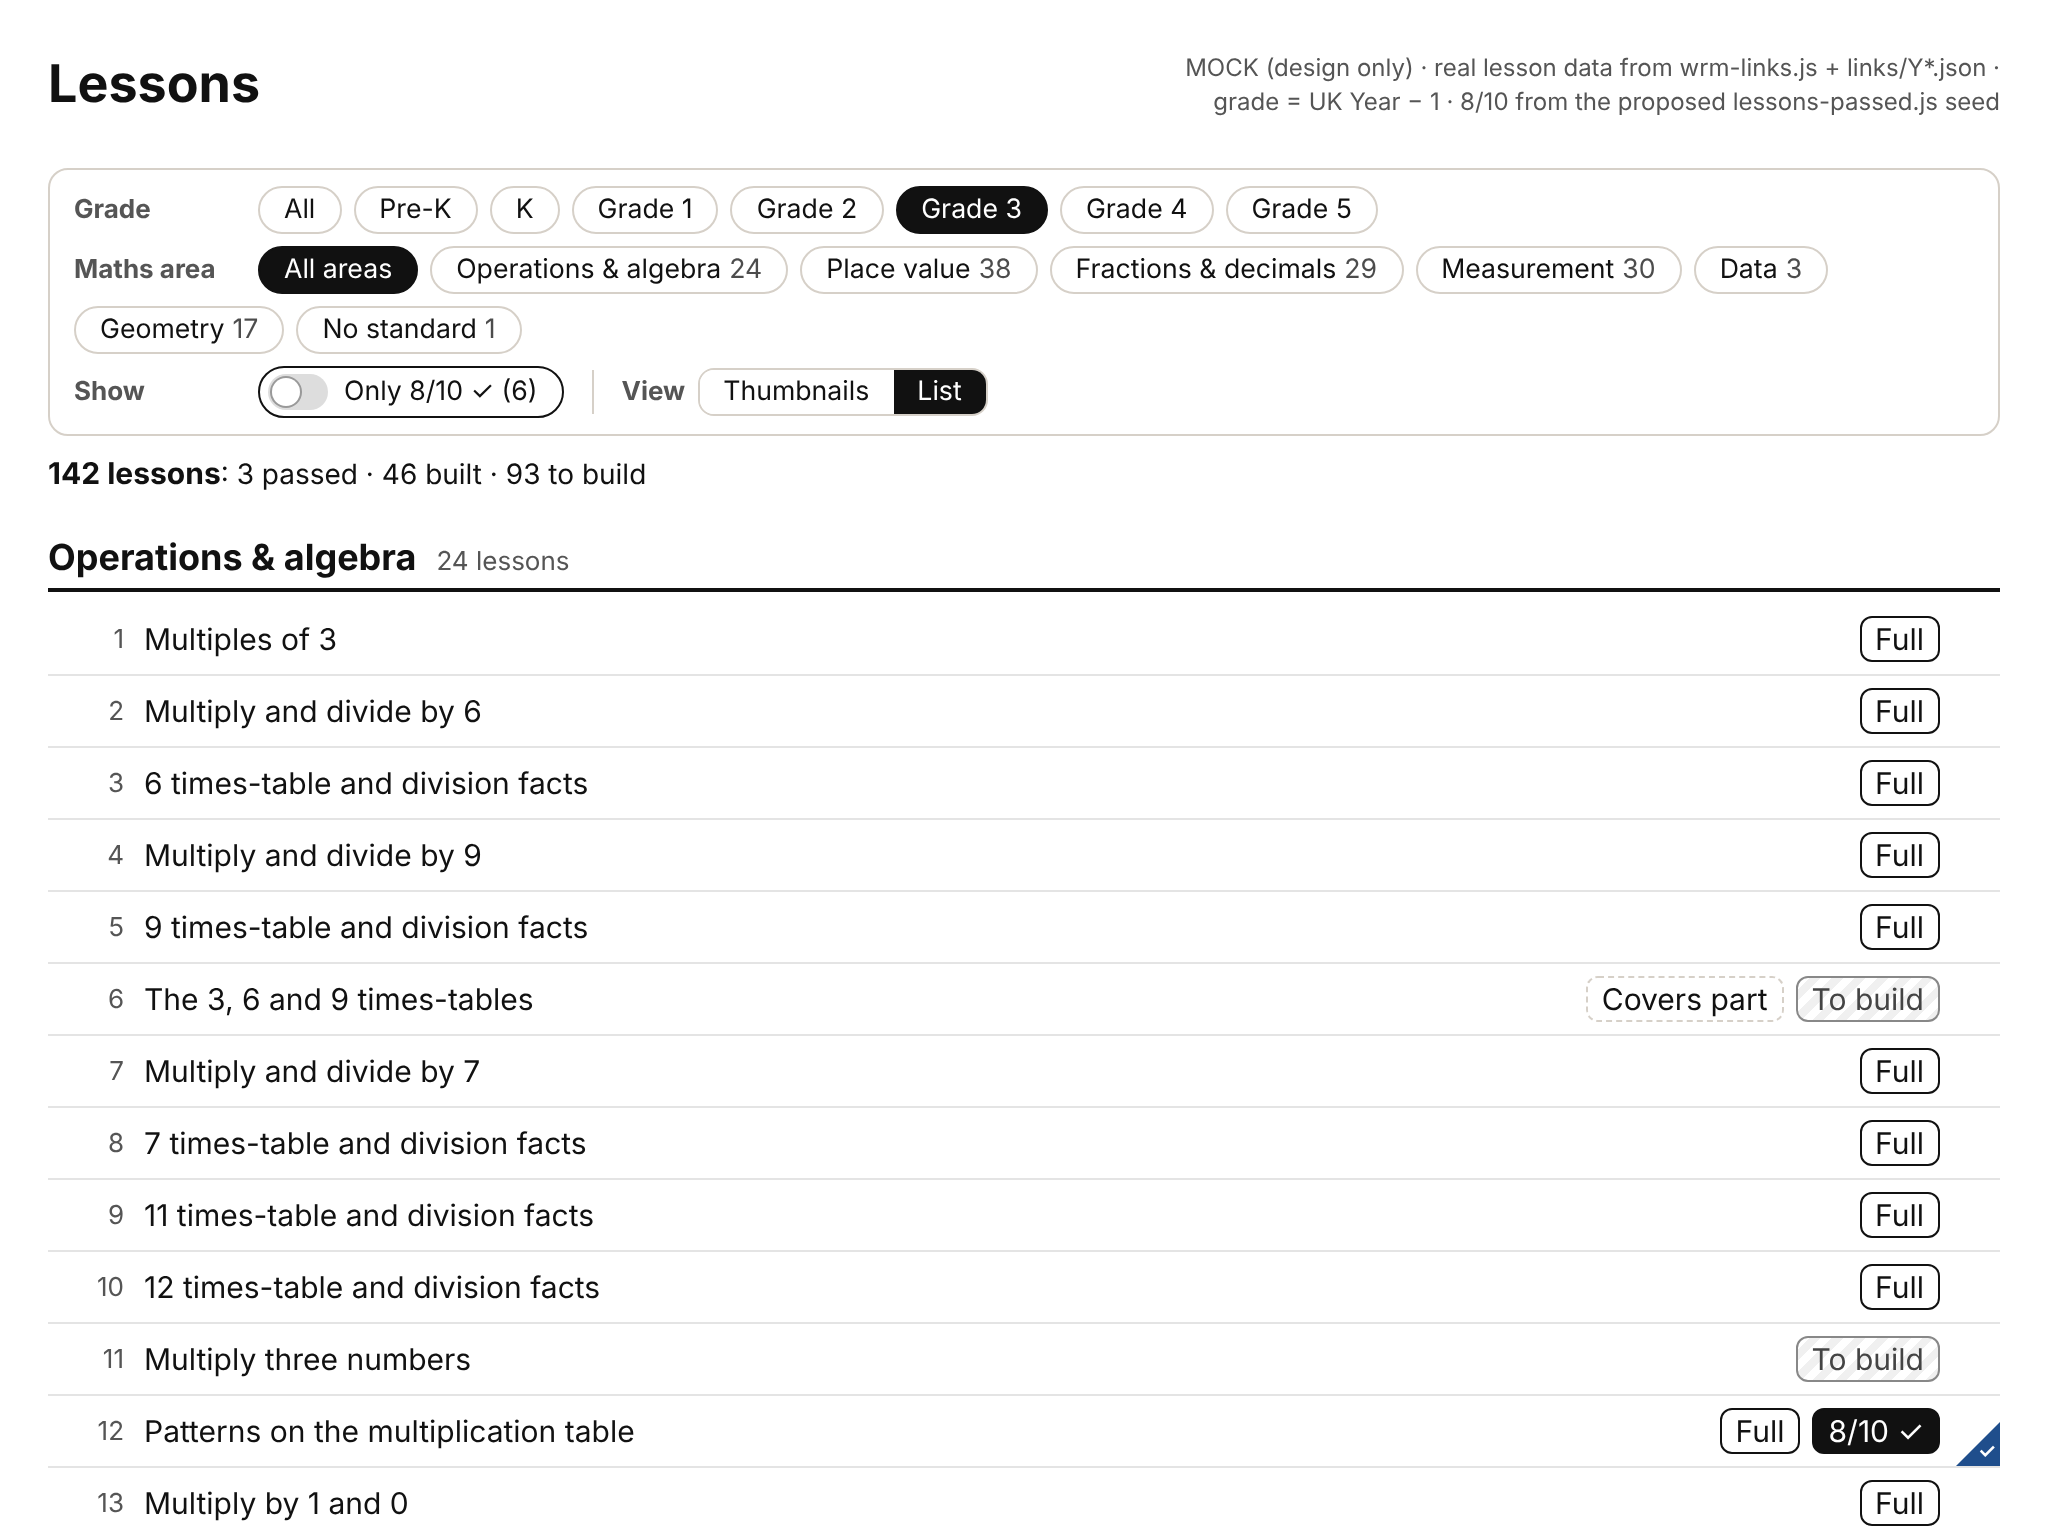 Lessons
MOCK (design only) · real lesson data from wrm-links.js + links/Y*.json ·
grade = UK Year − 1 · 8/10 from the proposed lessons-passed.js seed
Grade All Pre-K K Grade 1 Grade 2 Grade 3 Grade 4 Grade 5
Maths area All areas Operations & algebra 24 Place value 38 Fractions & decimals 29 Measurement 30 Data 3
Geometry 17 No standard 1
Show Only 8/10 ✓ (6) View Thumbnails List
142 lessons: 3 passed · 46 built · 93 to build
Operations & algebra 24 lessons
1 Multiples of 3 Full
2 Multiply and divide by 6 Full
3 6 times-table and division facts Full
4 Multiply and divide by 9 Full
5 9 times-table and division facts Full
6 The 3, 6 and 9 times-tables Covers part To build
7 Multiply and divide by 7 Full
8 7 times-table and division facts Full
9 11 times-table and division facts Full
10 12 times-table and division facts Full
11 Multiply three numbers To build
12 Patterns on the multiplication table Full 8/10 ✓ ✓
13 Multiply by 1 and 0 Full